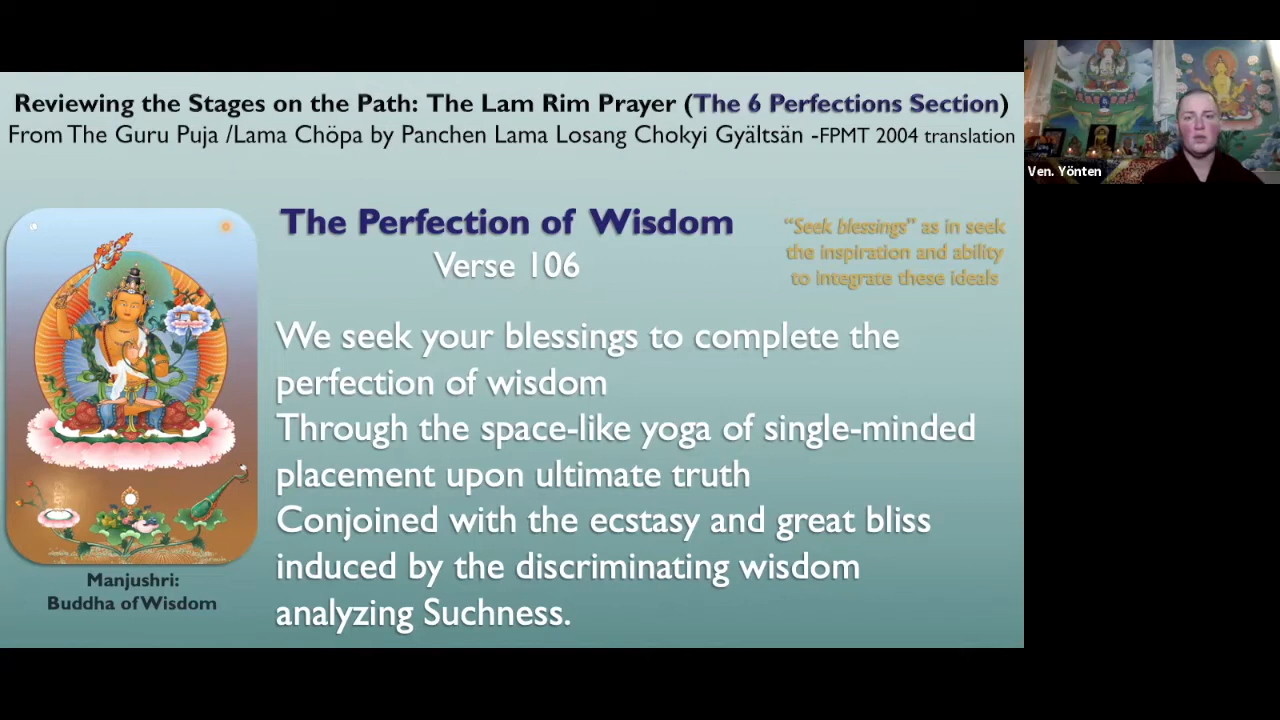 Reviewing the Stages on the Path: The Lam Rim Prayer (The 6 Perfections Section)
From The Guru Puja /Lama Chöpa by Panchen Lama Losang Chokyi Gyältsän -FPMT 2004 translation
Ven. Yönten
The Perfection of Wisdom
Verse 106
“Seek blessings” as in seek
the inspiration and ability
to integrate these ideals
We seek your blessings to complete the
perfection of wisdom
Through the space-like yoga of single-minded
placement upon ultimate truth
Conjoined with the ecstasy and great bliss
induced by the discriminating wisdom
analyzing Suchness.
Manjushri:
Buddha of Wisdom